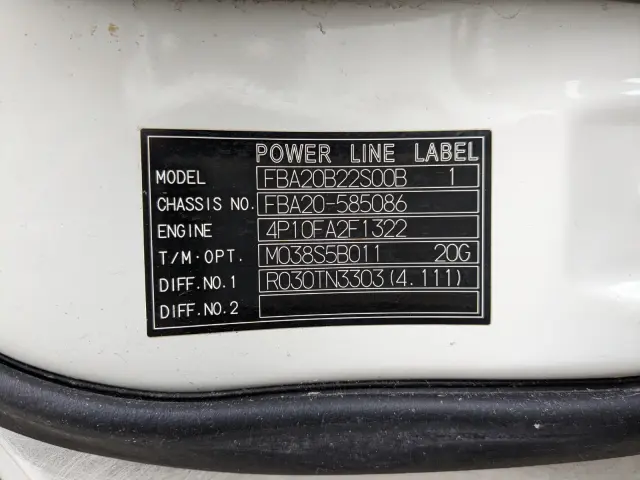 POWER LINE LABEL
MODEL FBA20B22S00B 1
CHASSIS NO. FBA20-585086
ENGINE 4P10FA2F1322
T/M·OPT. M038S5B011 20G
DIFF.NO.1 R030TN3303(4.111)
DIFF.NO.2